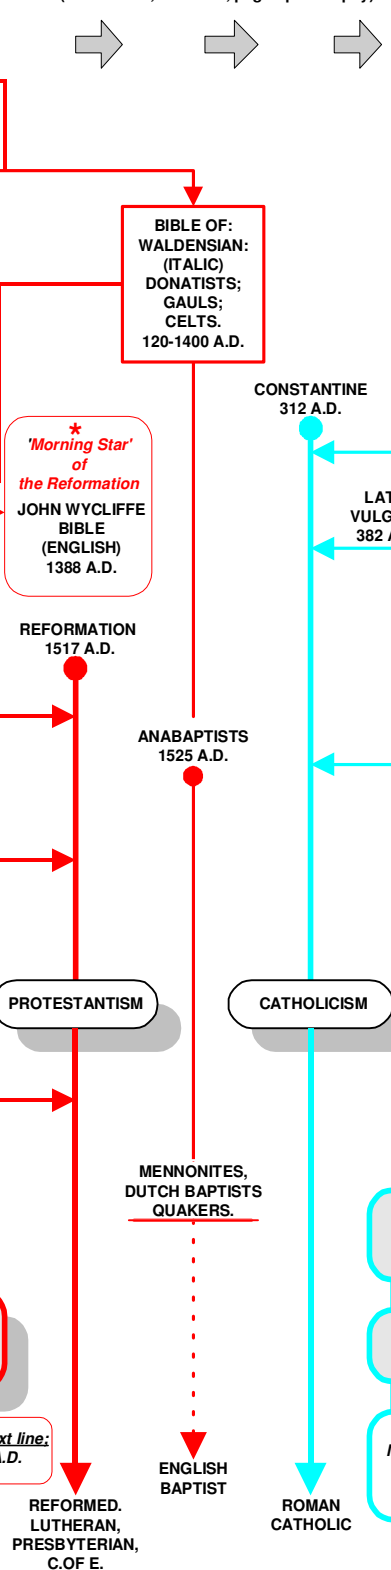 BIBLE OF:
WALDENSIAN:
(ITALIC)
DONATISTS;
GAULS;
CELTS.
120-1400 A.D.
CONSTANTINE
312 A.D.
*
'Morning Star'
of
the Reformation
JOHN WYCLIFFE
BIBLE
(ENGLISH)
1388 A.D.
LAT
VULG
382 A
REFORMATION
1517 A.D.
ANABAPTISTS
1525 A.D.
PROTESTANTISM
CATHOLICISM
MENNONITES,
DUTCH BAPTISTS
QUAKERS.
xt line;
A.D.
ENGLISH
BAPTIST
REFORMED.
LUTHERAN,
PRESBYTERIAN,
C.OF E.
ROMAN
CATHOLIC